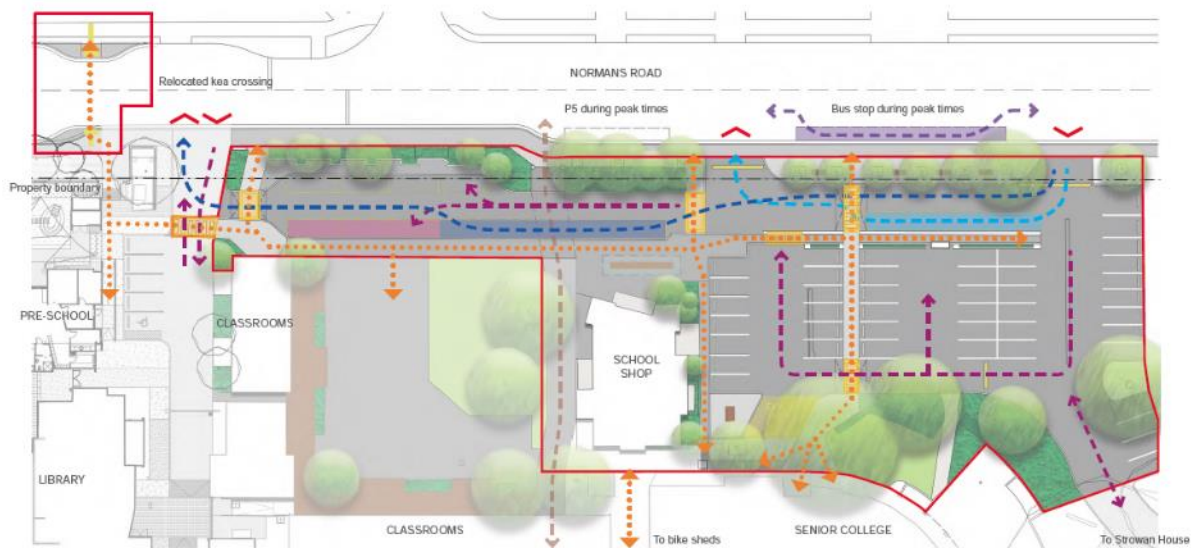 NORMANS ROAD
Relocated kea crossing
P5 during peak times
Bus stop during peak times
Property boundary
PRE-SCHOOL
CLASSROOMS
SCHOOL
SHOP
LIBRARY
CLASSROOMS
To bike sheds
SENIOR COLLEGE
To Strowan House